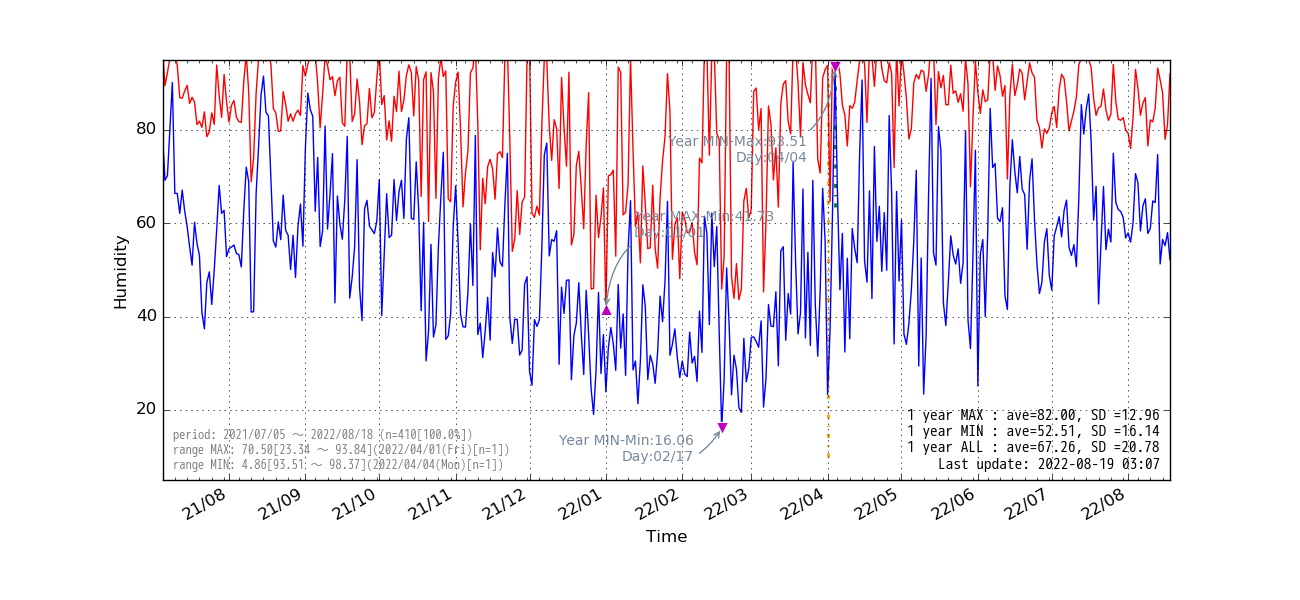 Humidity
80
60
40
20
Year MIN-Max:93.51
Day:04/04
Year MAX-Min:41.73
Day:01/01
Year MIN-Min:16.06
Day:02/17
period: 2021/07/05 ～ 2022/08/18 (n=410[100.0%])
range MAX: 70.50[23.34 ～ 93.84](2022/04/01(Fri)[n=1])
range MIN: 4.86[93.51 ～ 98.37](2022/04/04(Mon)[n=1])
1 year MAX : ave=82.00, SD =12.96
1 year MIN : ave=52.51, SD =16.14
1 year ALL : ave=67.26, SD =20.78
Last update: 2022-08-19 03:07
21/08 21/09 21/10 21/11 21/12 22/01 22/02 22/03 22/04 22/05 22/06 22/07 22/08
Time